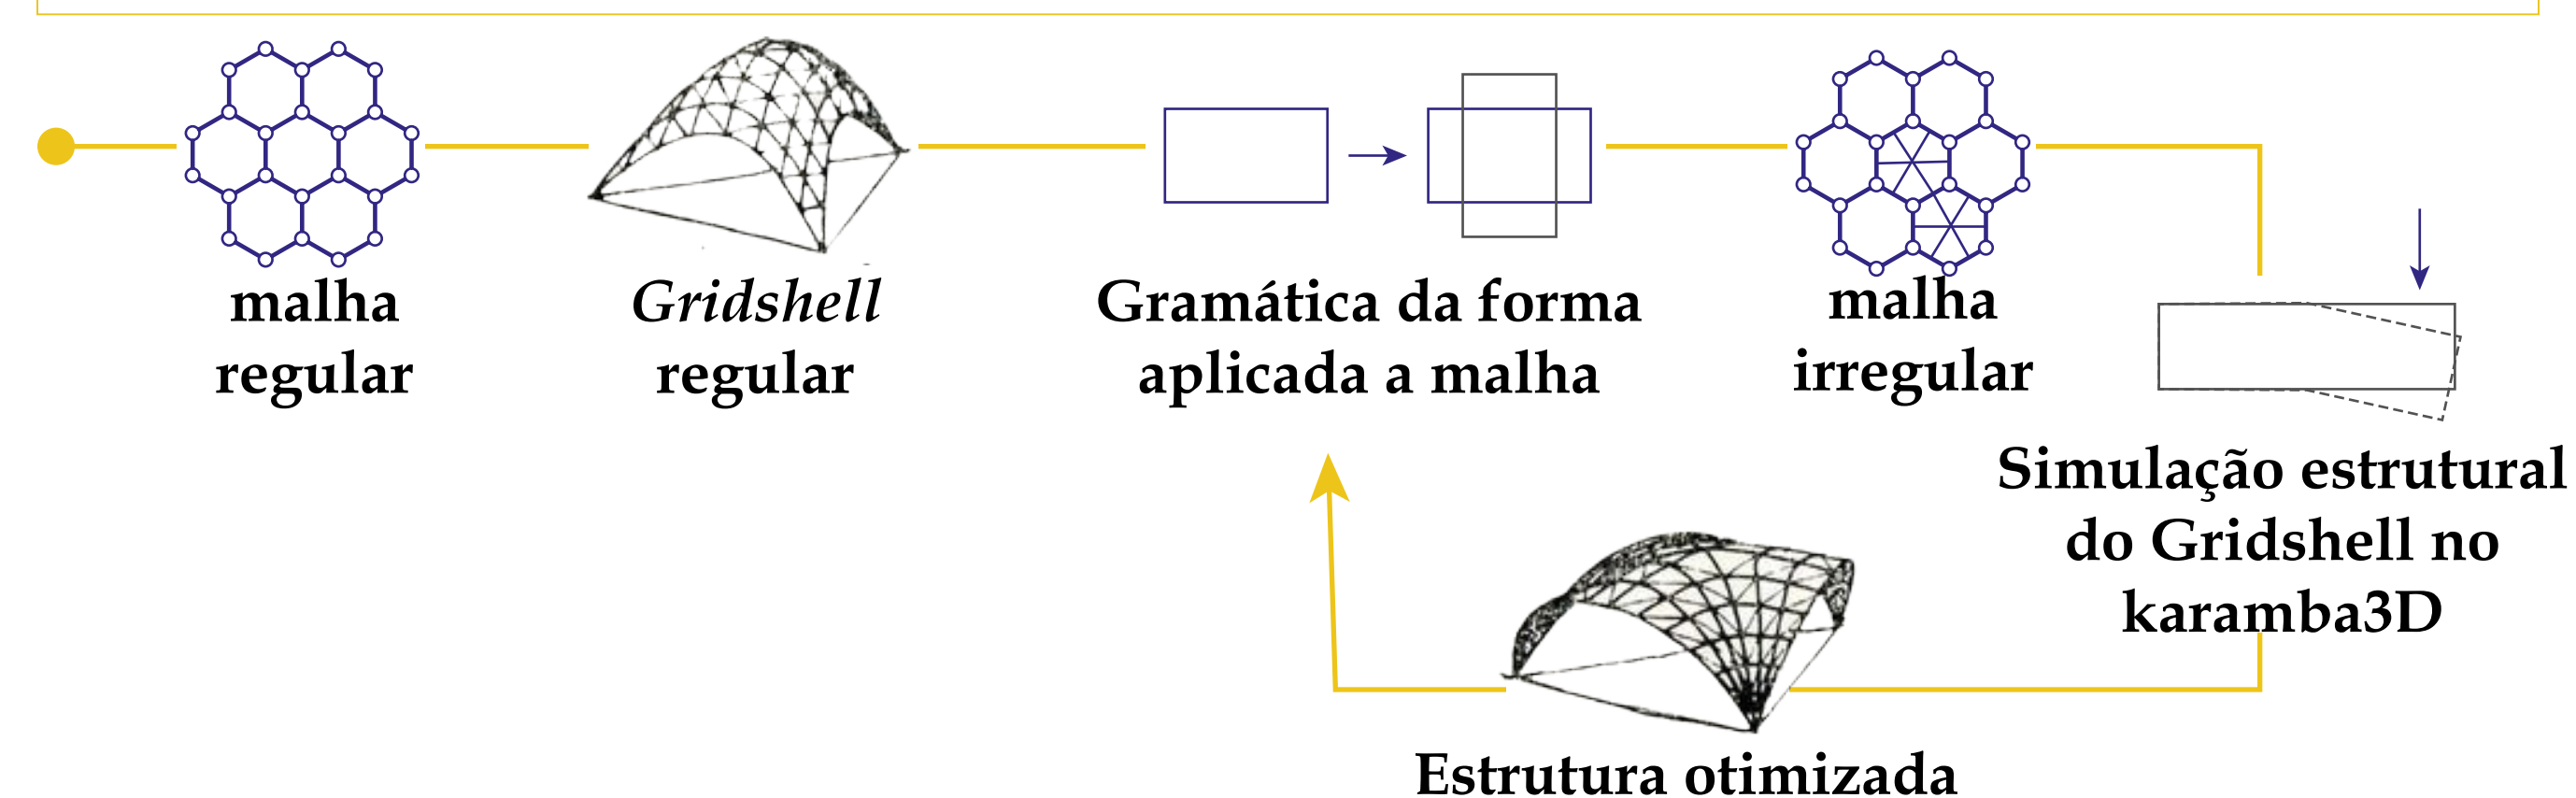 malha
regular
Gridshell
regular
Gramática da forma
aplicada a malha
malha
irregular
Simulação estrutural
do Gridshell no
karamba3D
Estrutura otimizada